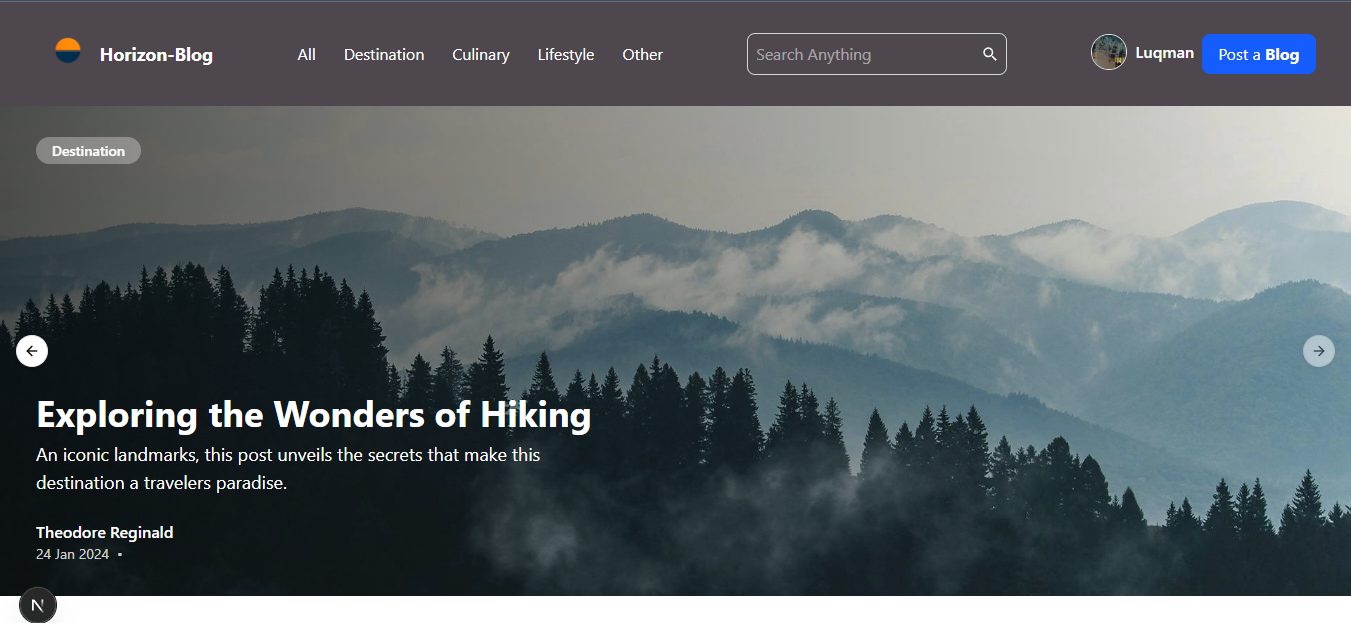 Horizon-Blog
All
Destination
Culinary
Lifestyle
Other
Search Anything
Luqman
Post a Blog
Destination
Exploring the Wonders of Hiking
An iconic landmarks, this post unveils the secrets that make this
destination a travelers paradise.
Theodore Reginald
24 Jan 2024 •
N